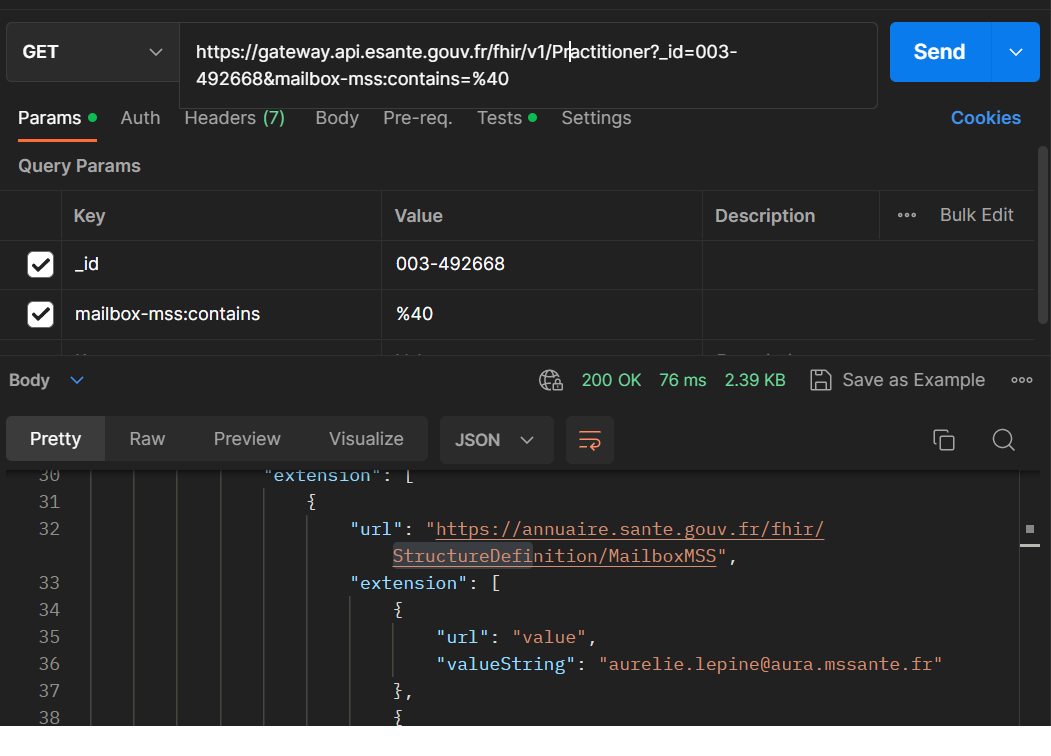 GET
https://gateway.api.esante.gouv.fr/fhir/v1/Practitioner?_id=003-
492668&mailbox-mss:contains=%40
Send
Params Auth Headers (7) Body Pre-req. Tests Settings Cookies
Query Params
Key Value Description Bulk Edit
_id 003-492668
mailbox-mss:contains %40
Body 200 OK 76 ms 2.39 KB Save as Example
Pretty Raw Preview Visualize JSON
30 "extension": [
31 {
32 "url": "https://annuaire.sante.gouv.fr/fhir/
StructureDefinition/MailboxMSS",
33 "extension": [
34 {
35 "url": "value",
36 "valueString": "aurelie.lepine@aura.mssante.fr"
37 },
38 {